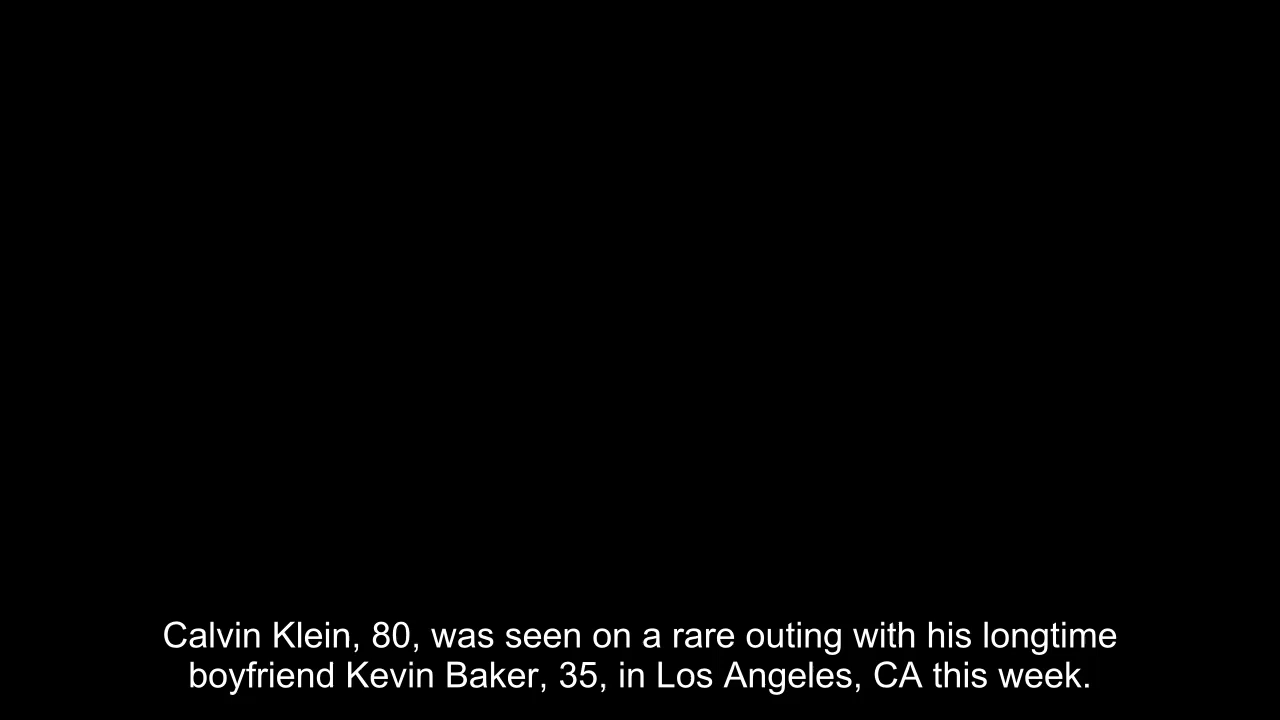 Calvin Klein, 80, was seen on a rare outing with his longtime
boyfriend Kevin Baker, 35, in Los Angeles, CA this week.